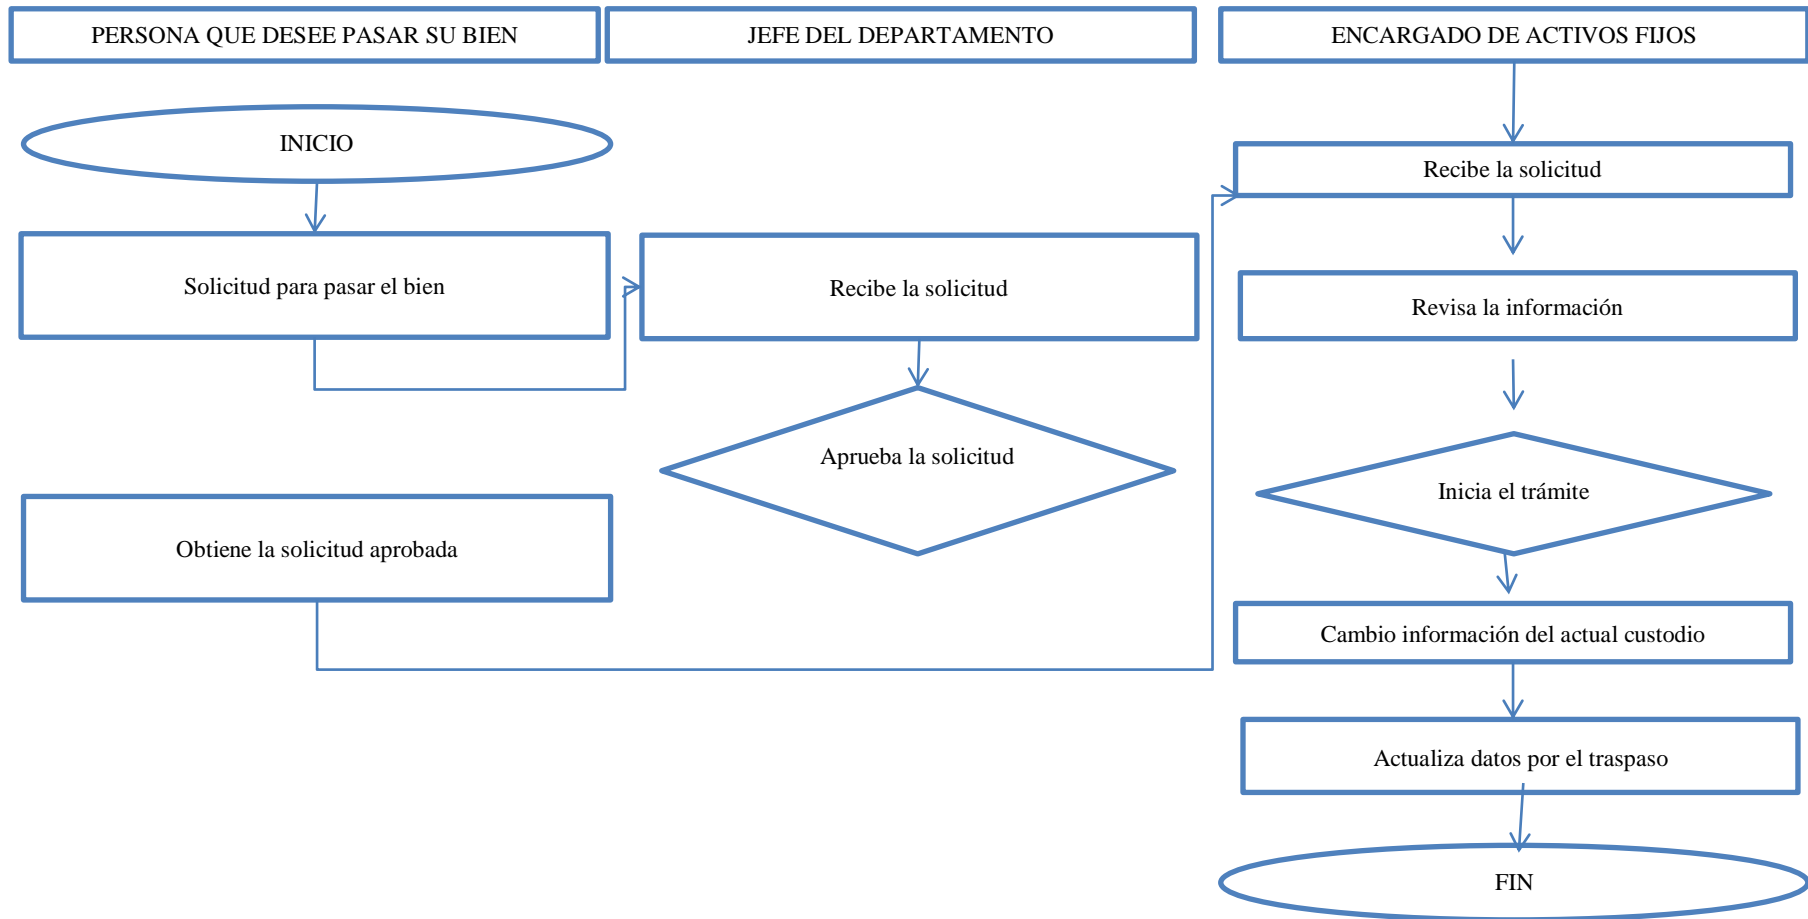 PERSONA QUE DESEE PASAR SU BIEN
JEFE DEL DEPARTAMENTO
ENCARGADO DE ACTIVOS FIJOS
INICIO
Solicitud para pasar el bien
Recibe la solicitud
Aprueba la solicitud
Obtiene la solicitud aprobada
Recibe la solicitud
Revisa la información
Inicia el trámite
Cambio información del actual custodio
Actualiza datos por el traspaso
FIN